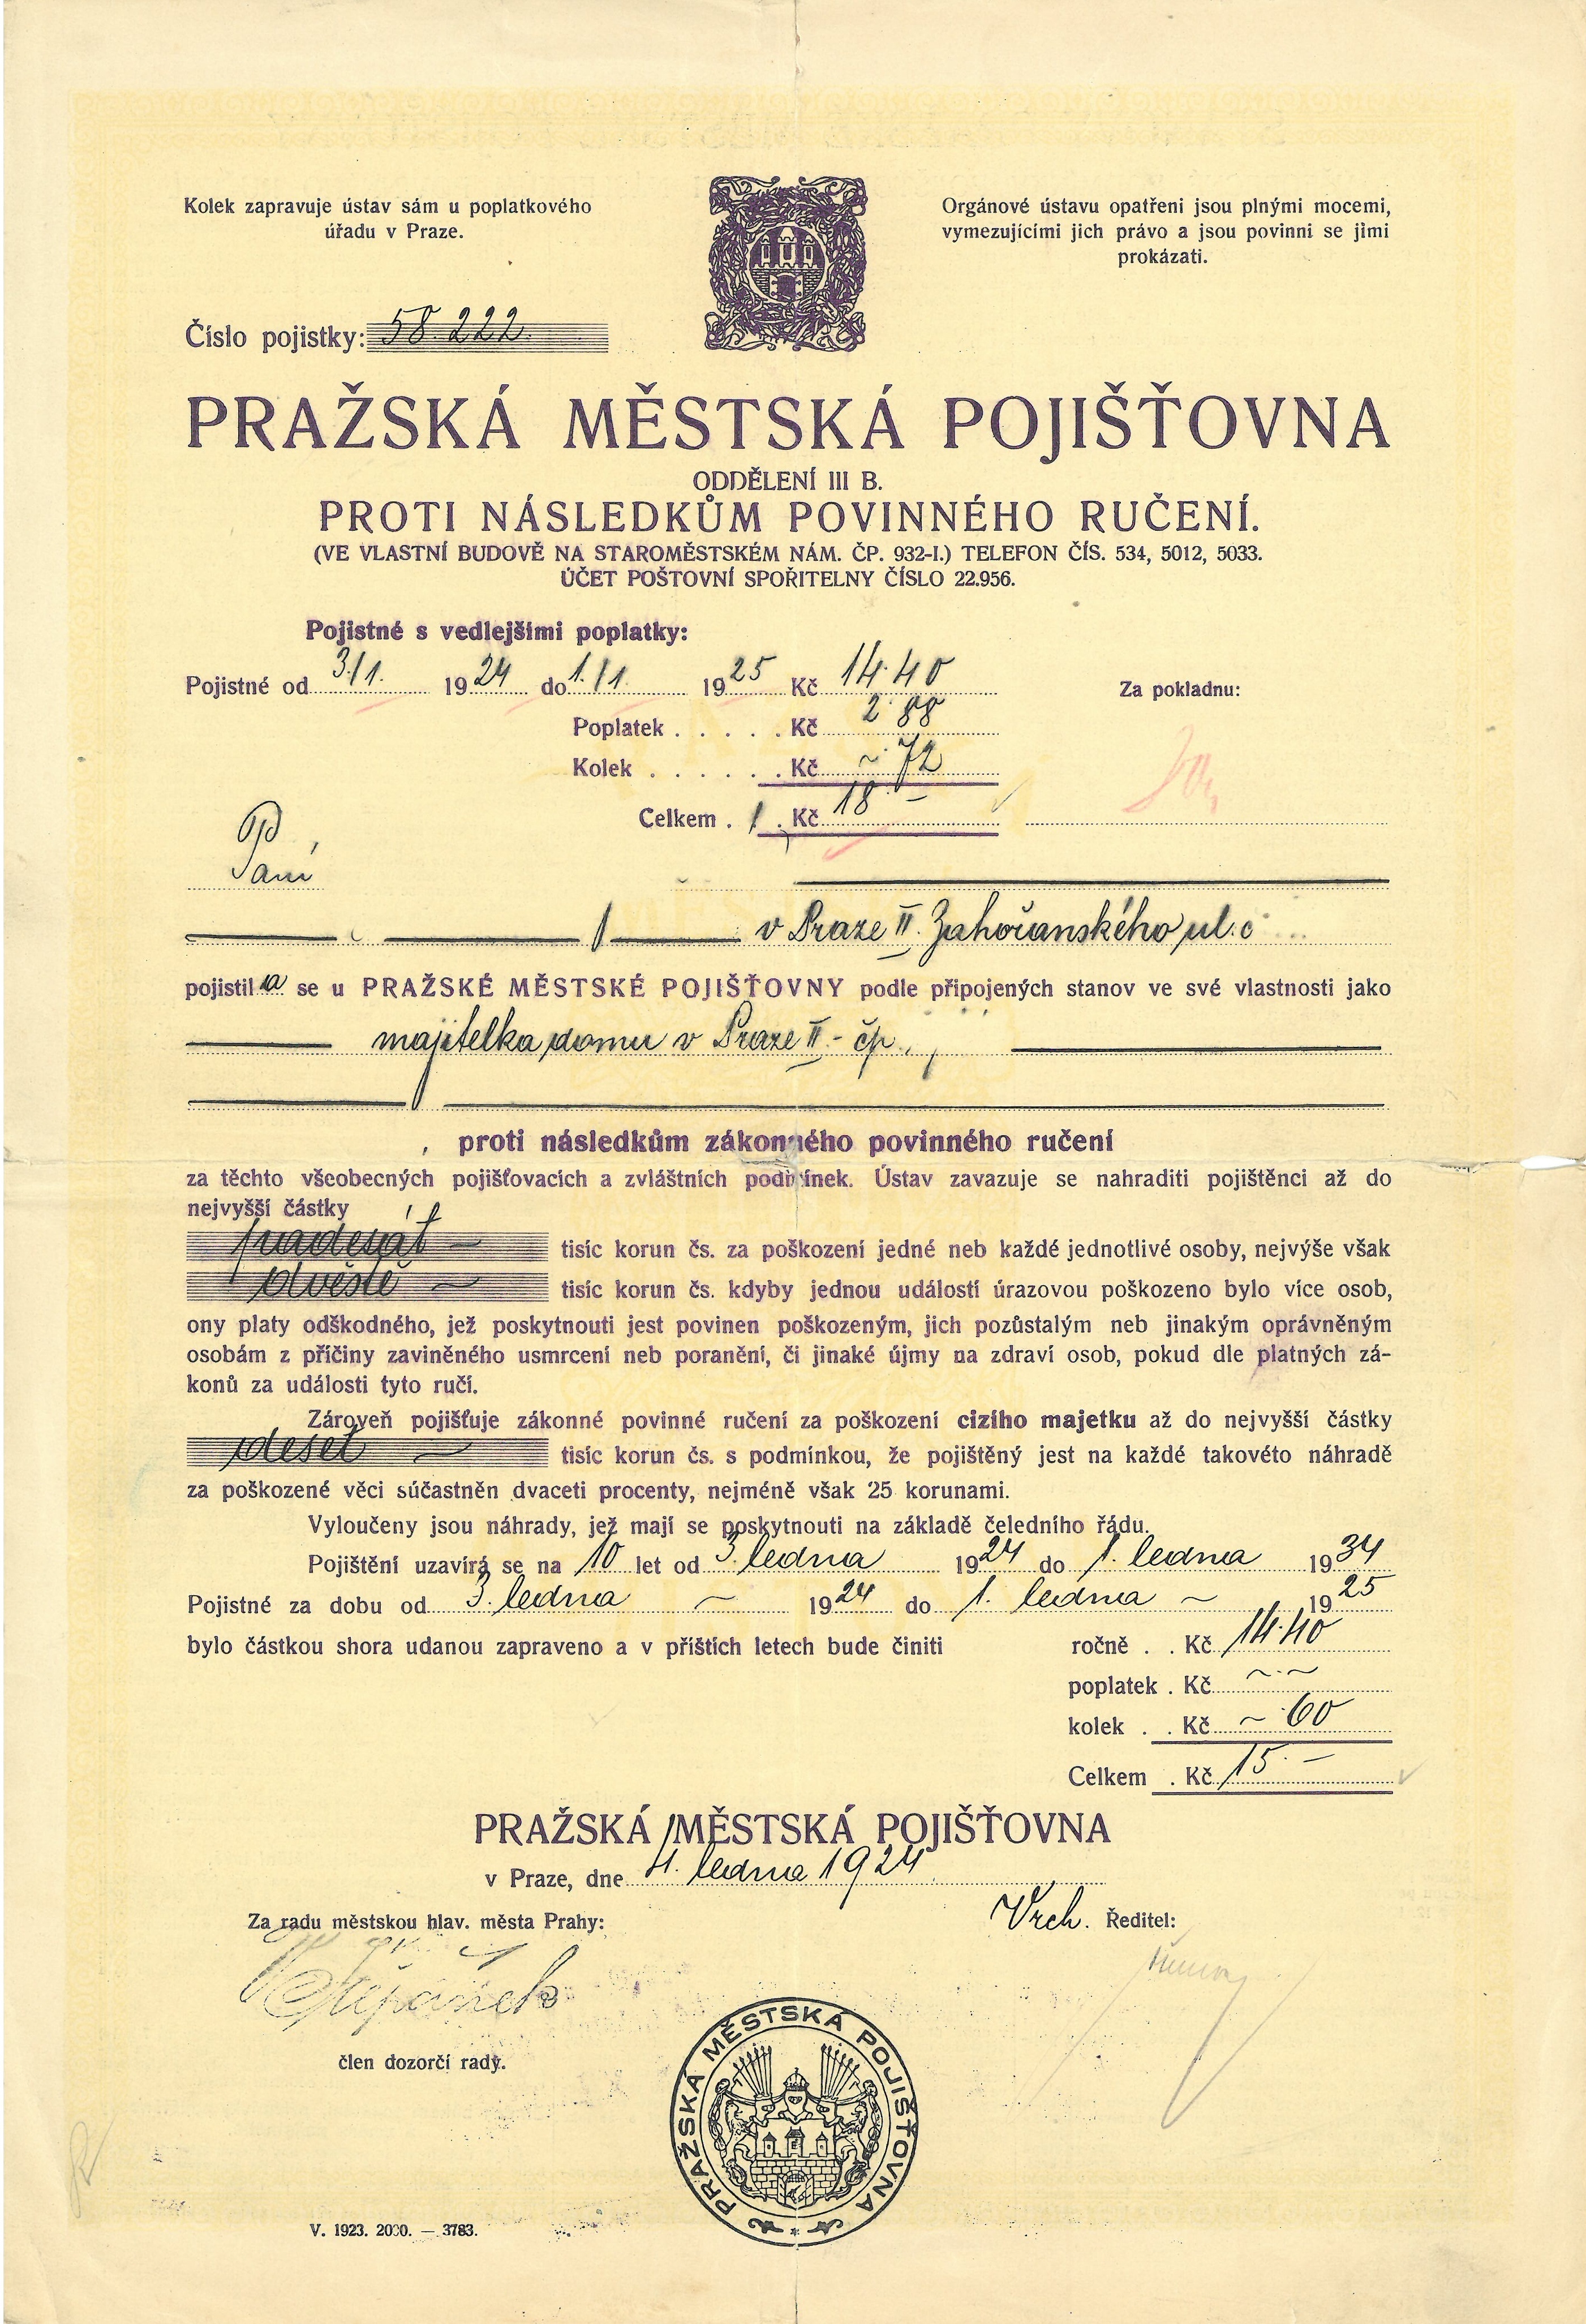 Kolek zapravuje ústav sám u poplatkového
úřadu v Praze.
Orgánové ústavu opatřeni jsou plnými mocemi,
vymezujícími jich právo a jsou povinni se jimi
prokázati.
Číslo pojistky: 58.222.
PRAŽSKÁ MĚSTSKÁ POJIŠŤOVNA
ODDĚLENÍ III B.
PROTI NÁSLEDKŮM POVINNÉHO RUČENÍ.
(VE VLASTNÍ BUDOVĚ NA STAROMĚSTSKÉM NÁM. ČP. 932-I.) TELEFON ČÍS. 534, 5012, 5033.
ÚČET POŠTOVNÍ SPOŘITELNY ČÍSLO 22.956.
Pojistné s vedlejšími poplatky:
Pojistné od 3./1. 1924 do 1./1. 1925 Kč 14.40
Za pokladnu:
Poplatek . . . . . Kč 2.88
Kolek . . . . . . Kč ~.72
Celkem . . Kč 18.—
Paní
v Praze II. Zahořanského ul. č
pojistila se u PRAŽSKÉ MĚSTSKÉ POJIŠŤOVNY podle připojených stanov ve své vlastnosti jako
majitelka domu v Praze II.- čp.
proti následkům zákonného povinného ručení
za těchto všeobecných pojišťovacích a zvláštních podmínek. Ústav zavazuje se nahraditi pojištěnci až do
nejvyšší částky
padesát — tisíc korun čs. za poškození jedné neb každé jednotlivé osoby, nejvýše však
dvěstě — tisíc korun čs. kdyby jednou událostí úrazovou poškozeno bylo více osob,
ony platy odškodného, jež poskytnouti jest povinen poškozeným, jich pozůstalým neb jinakým oprávněným
osobám z příčiny zaviněného usmrcení neb poranění, či jinaké újmy na zdraví osob, pokud dle platných zá-
konů za události tyto ručí.
Zároveň pojišťuje zákonné povinné ručení za poškození cizího majetku až do nejvyšší částky
deset — tisíc korun čs. s podmínkou, že pojištěný jest na každé takovéto náhradě
za poškozené věci súčastněn dvaceti procenty, nejméně však 25 korunami.
Vyloučeny jsou náhrady, jež mají se poskytnouti na základě čeledního řádu.
Pojištění uzavírá se na 10 let od 3. ledna 1924 do 1. ledna 1934
Pojistné za dobu od 3. ledna ~ 1924 do 1. ledna ~ 1925
bylo částkou shora udanou zapraveno a v příštích letech bude činiti ročně . . Kč 14.40
poplatek . Kč ~.~
kolek . . Kč ~.60
Celkem . Kč 15.—
PRAŽSKÁ MĚSTSKÁ POJIŠŤOVNA
v Praze, dne 4. ledna 1924
Za radu městskou hlav. města Prahy:
Vrch. Ředitel:
Štěpánek
člen dozorčí rady.
PRAŽSKÁ MĚSTSKÁ POJIŠŤOVNA
V. 1923. 2000. — 3783.